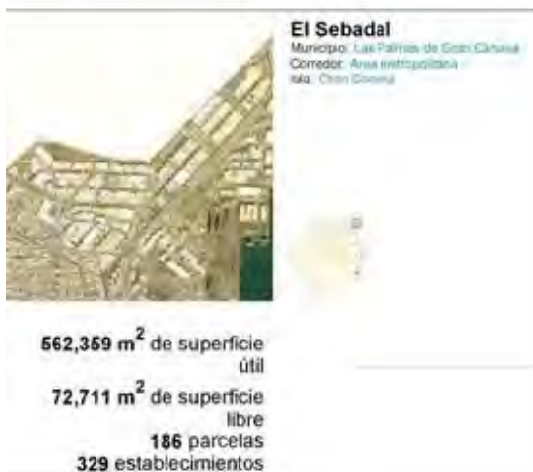 El Sebadal
Municipio: Las Palmas de Gran Canaria
Corredor: Área metropolitana
Isla: Gran Canaria
562,359 m² de superficie
útil
72,711 m² de superficie
libre
186 parcelas
329 establecimientos